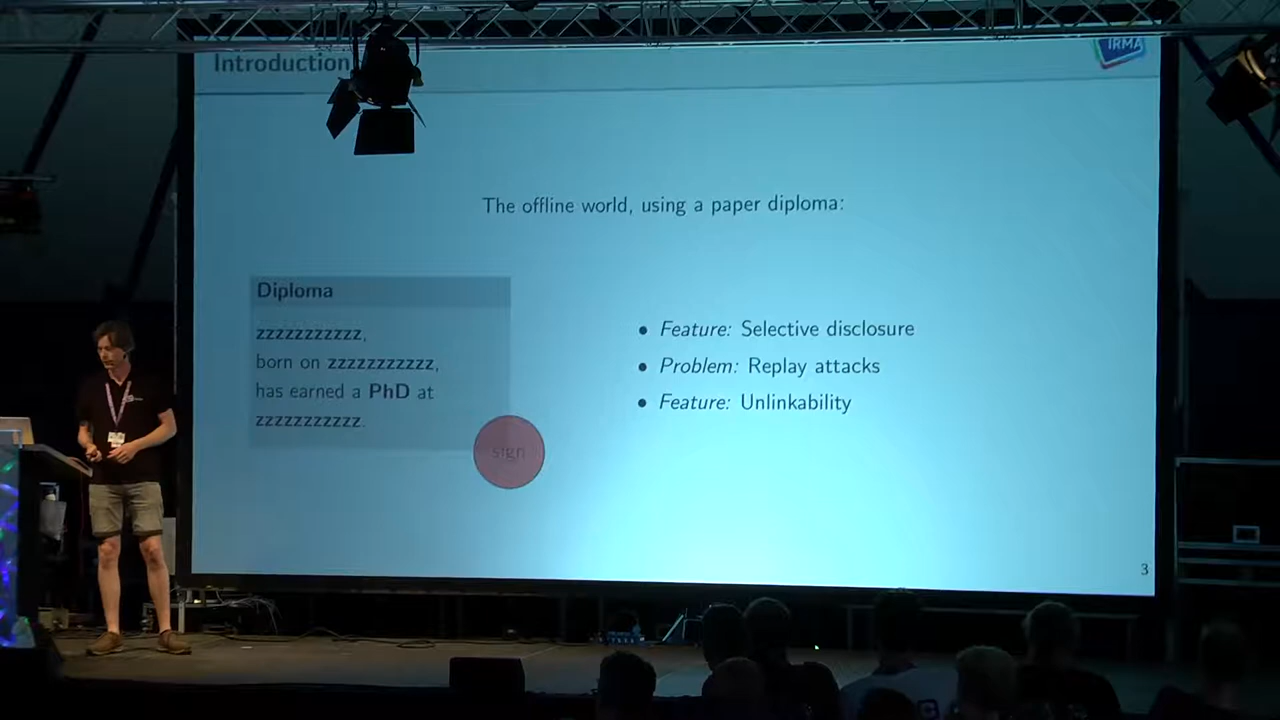 Introduction
IRMA
The offline world, using a paper diploma:
Diploma
zzzzzzzzzzz,
born on zzzzzzzzzzz,
has earned a PhD at
zzzzzzzzzzz.
sign
• Feature: Selective disclosure
• Problem: Replay attacks
• Feature: Unlinkability
3